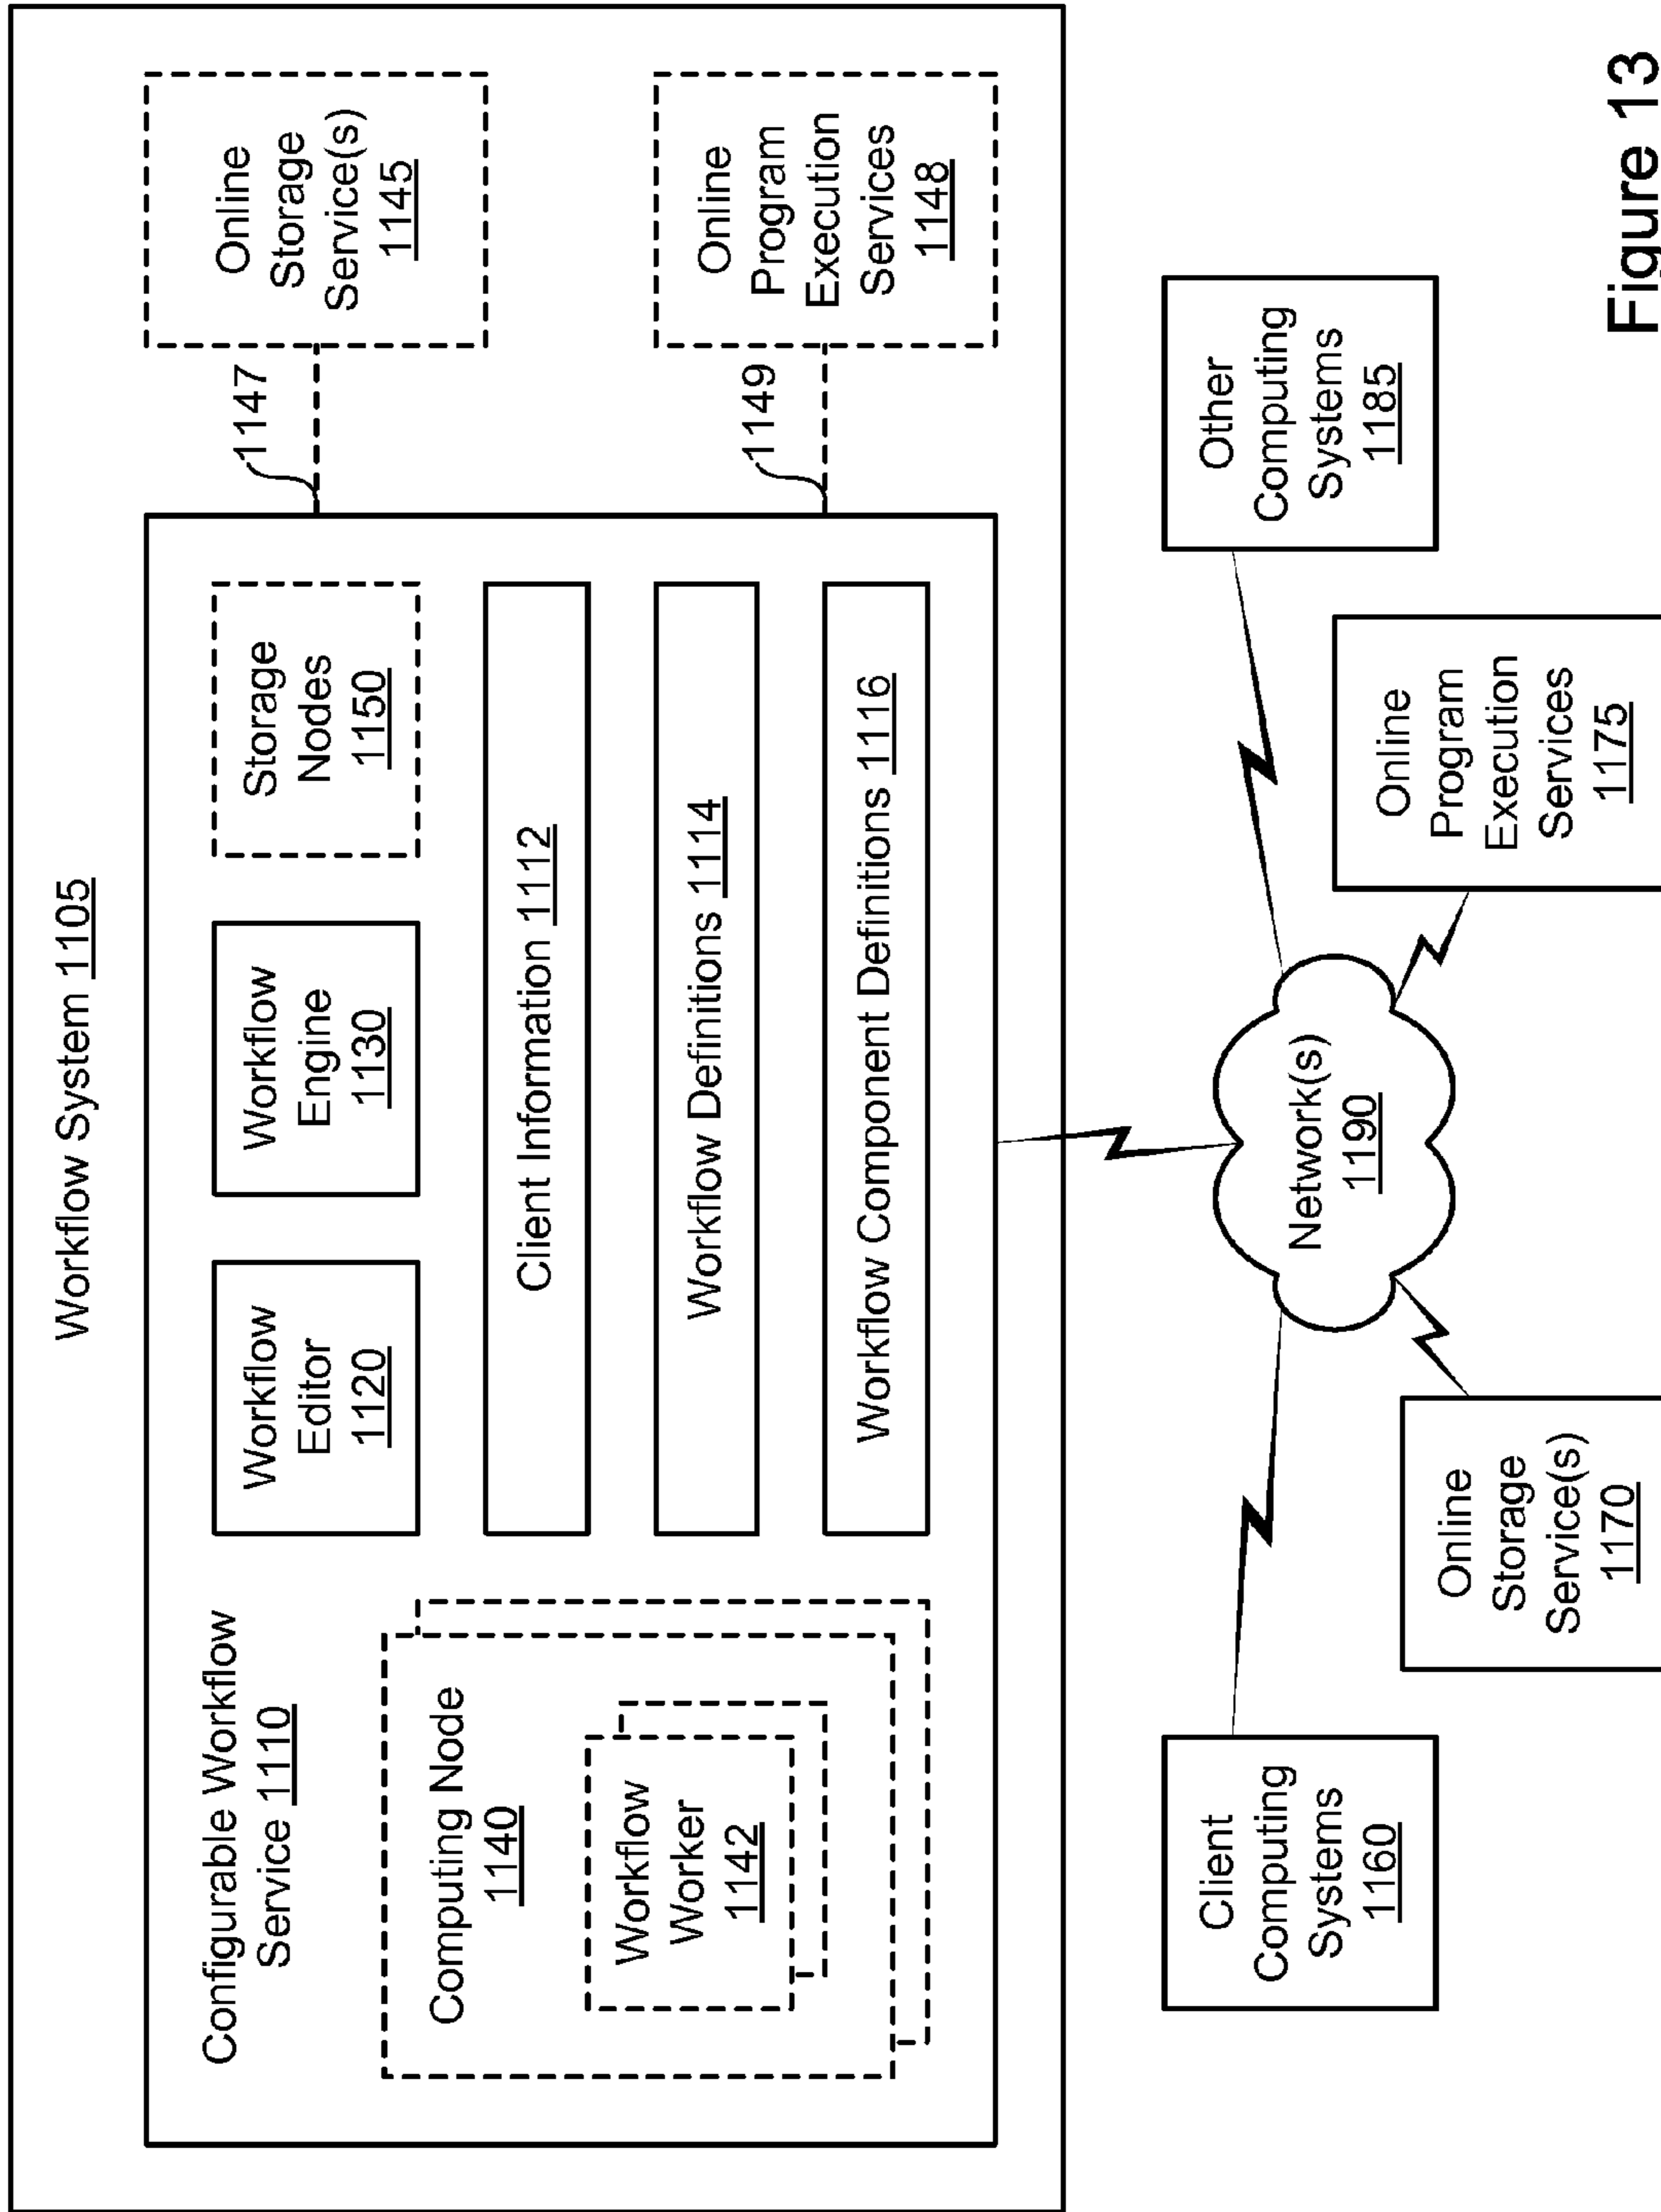 Workflow System 1105
Configurable Workflow
Service 1110
Computing Node
1140
Workflow
Worker
1142
Workflow
Editor
1120
Workflow
Engine
1130
Storage
Nodes
1150
Client Information 1112
Workflow Definitions 1114
Workflow Component Definitions 1116
1147
1149
Online
Storage
Service(s)
1145
Online
Program
Execution
Services
1148
Network(s)
1190
Client
Computing
Systems
1160
Online
Storage
Service(s)
1170
Online
Program
Execution
Services
1175
Other
Computing
Systems
1185
Figure 13